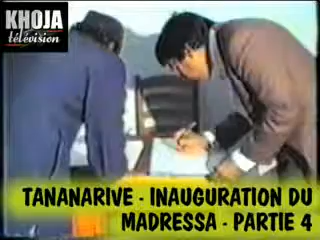 KHOJA
télévision
TANANARIVE - INAUGURATION DU
MADRESSA - PARTIE 4